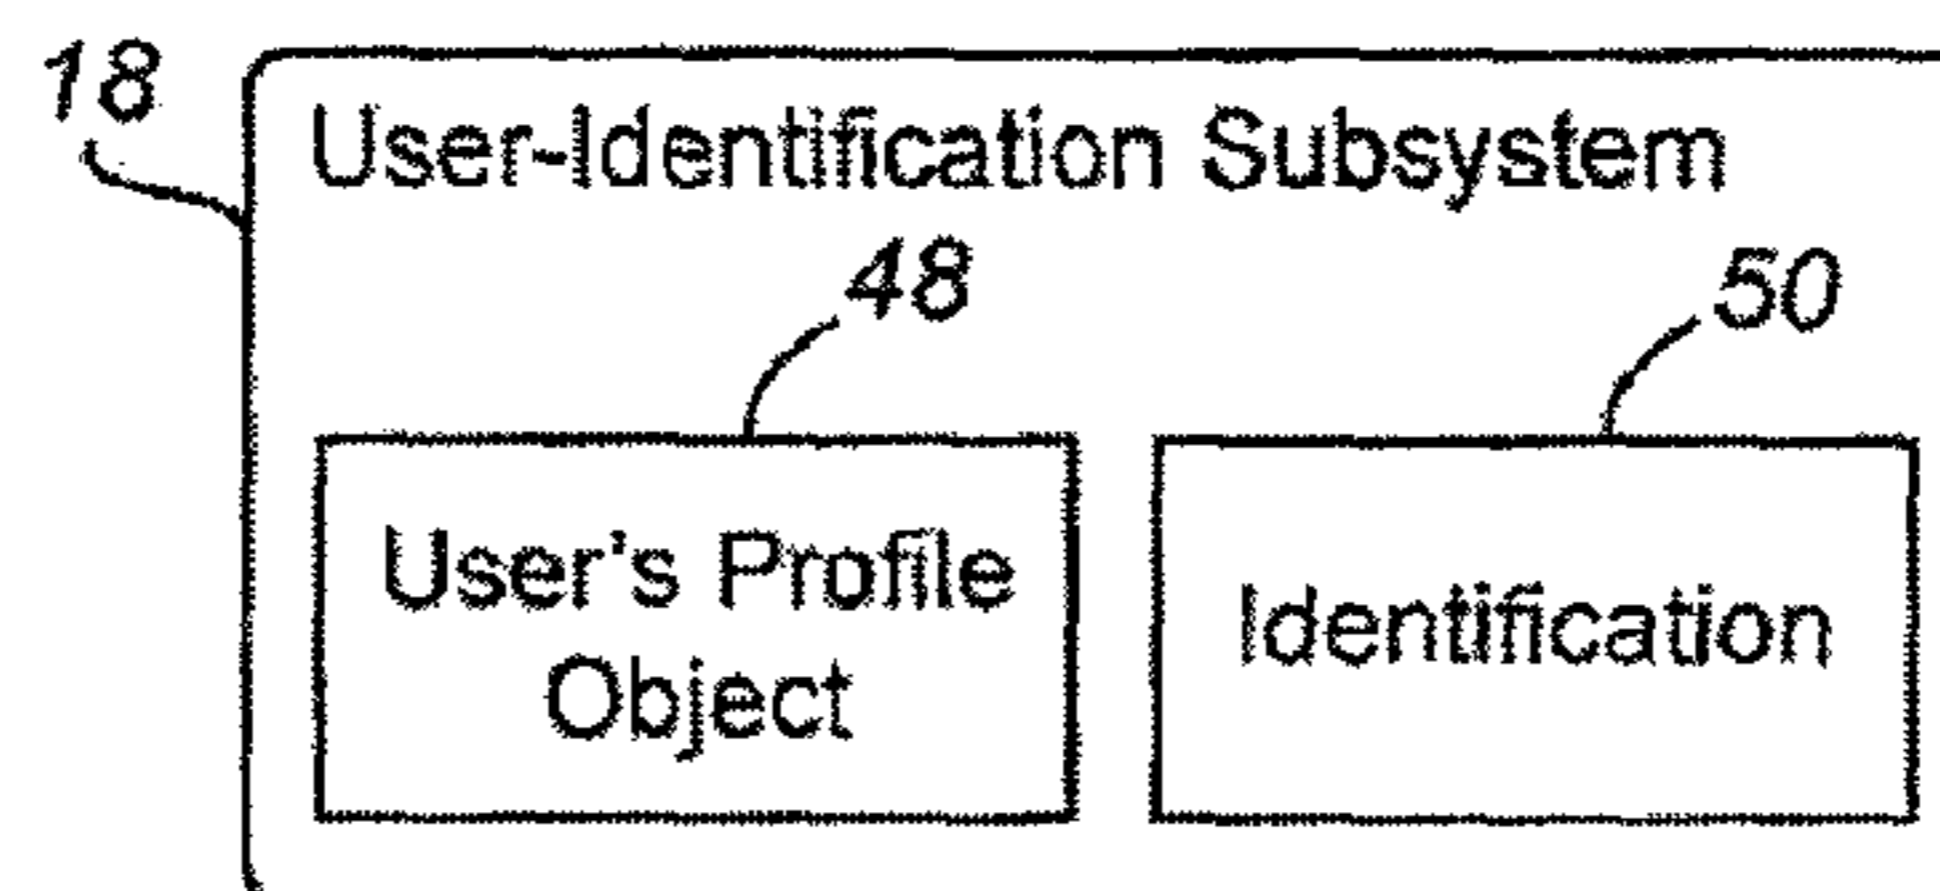 18
User-Identification Subsystem
48
50
User's Profile
Object
Identification